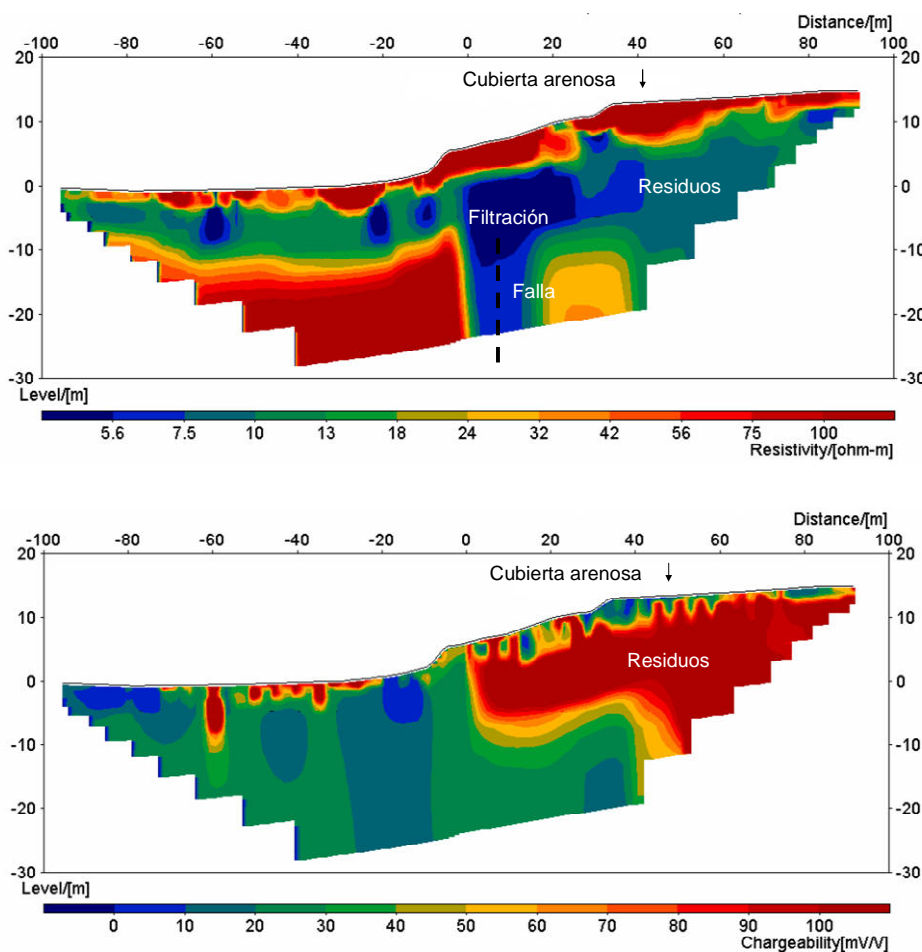 Distance/[m]
-100 -80 -60 -40 -20 0 20 40 60 80 100
20 20
Cubierta arenosa
10 10
0 Residuos 0
Filtración
-10 -10
Falla
-20 -20
-30 -30
Level/[m]
5.6 7.5 10 13 18 24 32 42 56 75 100
Resistivity/[ohm-m]
Distance/[m]
-100 -80 -60 -40 -20 0 20 40 60 80 100
20 20
Cubierta arenosa
10 10
Residuos
0 0
-10 -10
-20 -20
-30 -30
Level/[m]
0 10 20 30 40 50 60 70 80 90 100
Chargeability[mV/V]